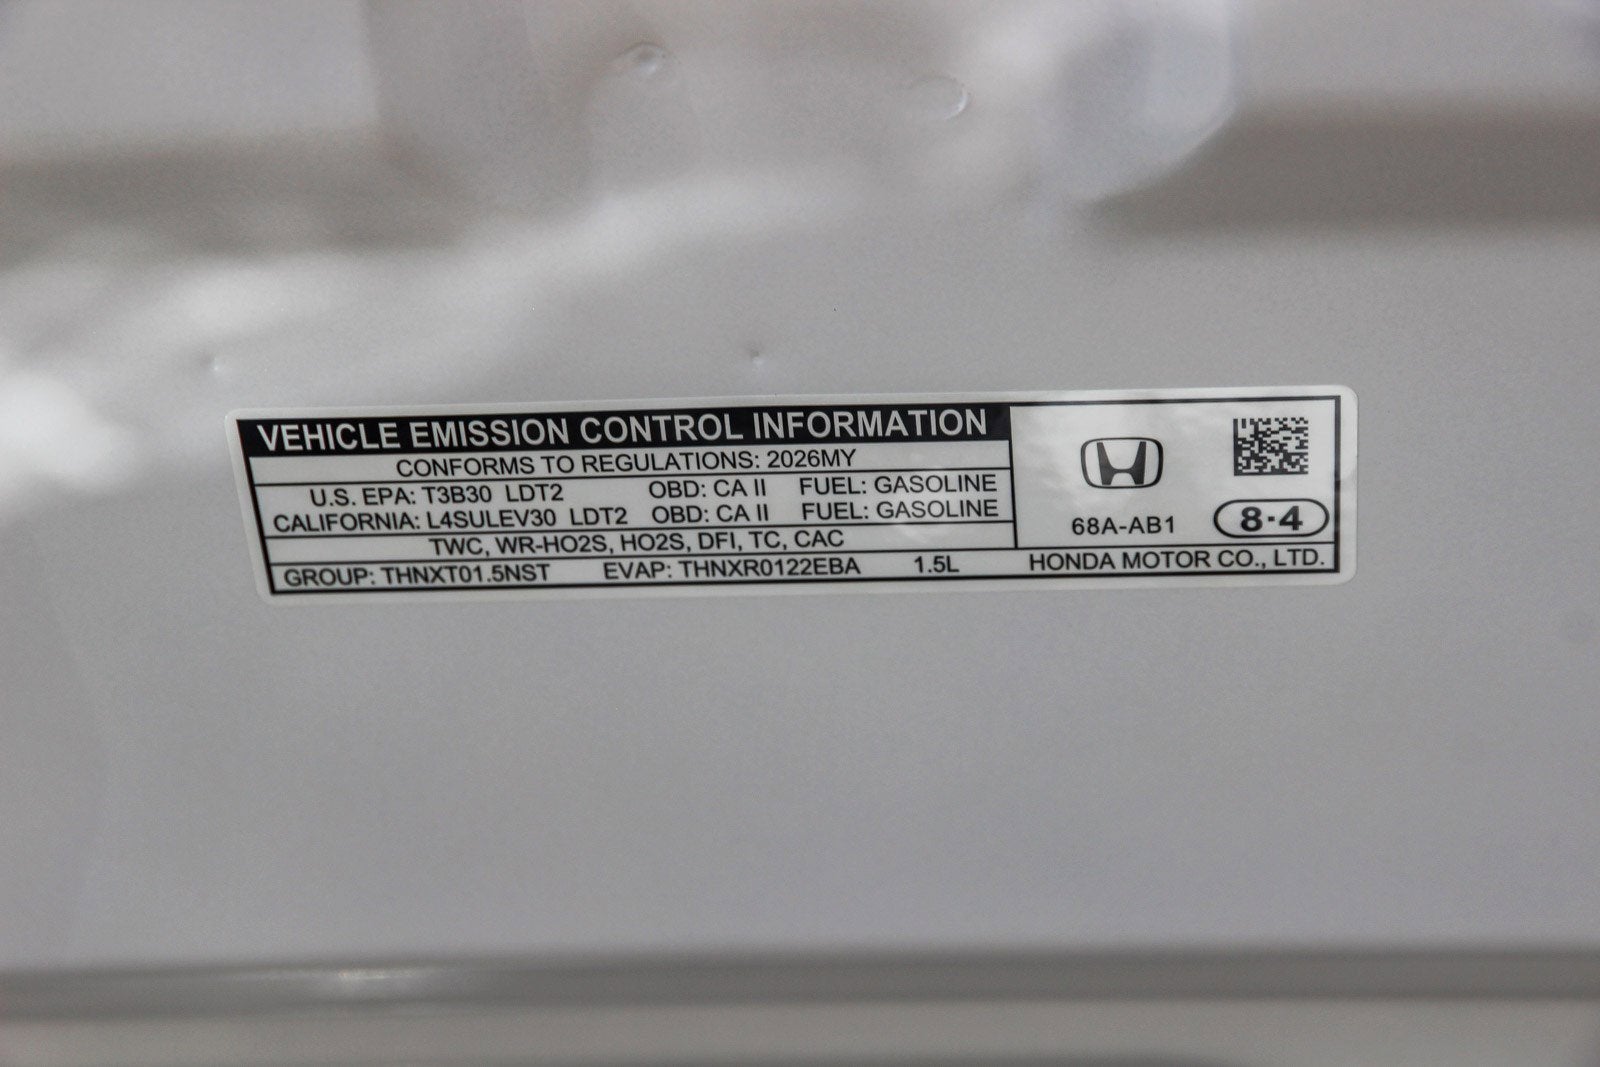 VEHICLE EMISSION CONTROL INFORMATION
CONFORMS TO REGULATIONS: 2026MY
U.S. EPA: T3B30 LDT2 OBD: CA II FUEL: GASOLINE
CALIFORNIA: L4SULEV30 LDT2 OBD: CA II FUEL: GASOLINE
TWC, WR-HO2S, HO2S, DFI, TC, CAC
GROUP: THNXT01.5NST EVAP: THNXR0122EBA 1.5L
68A-AB1
8-4
HONDA MOTOR CO., LTD.